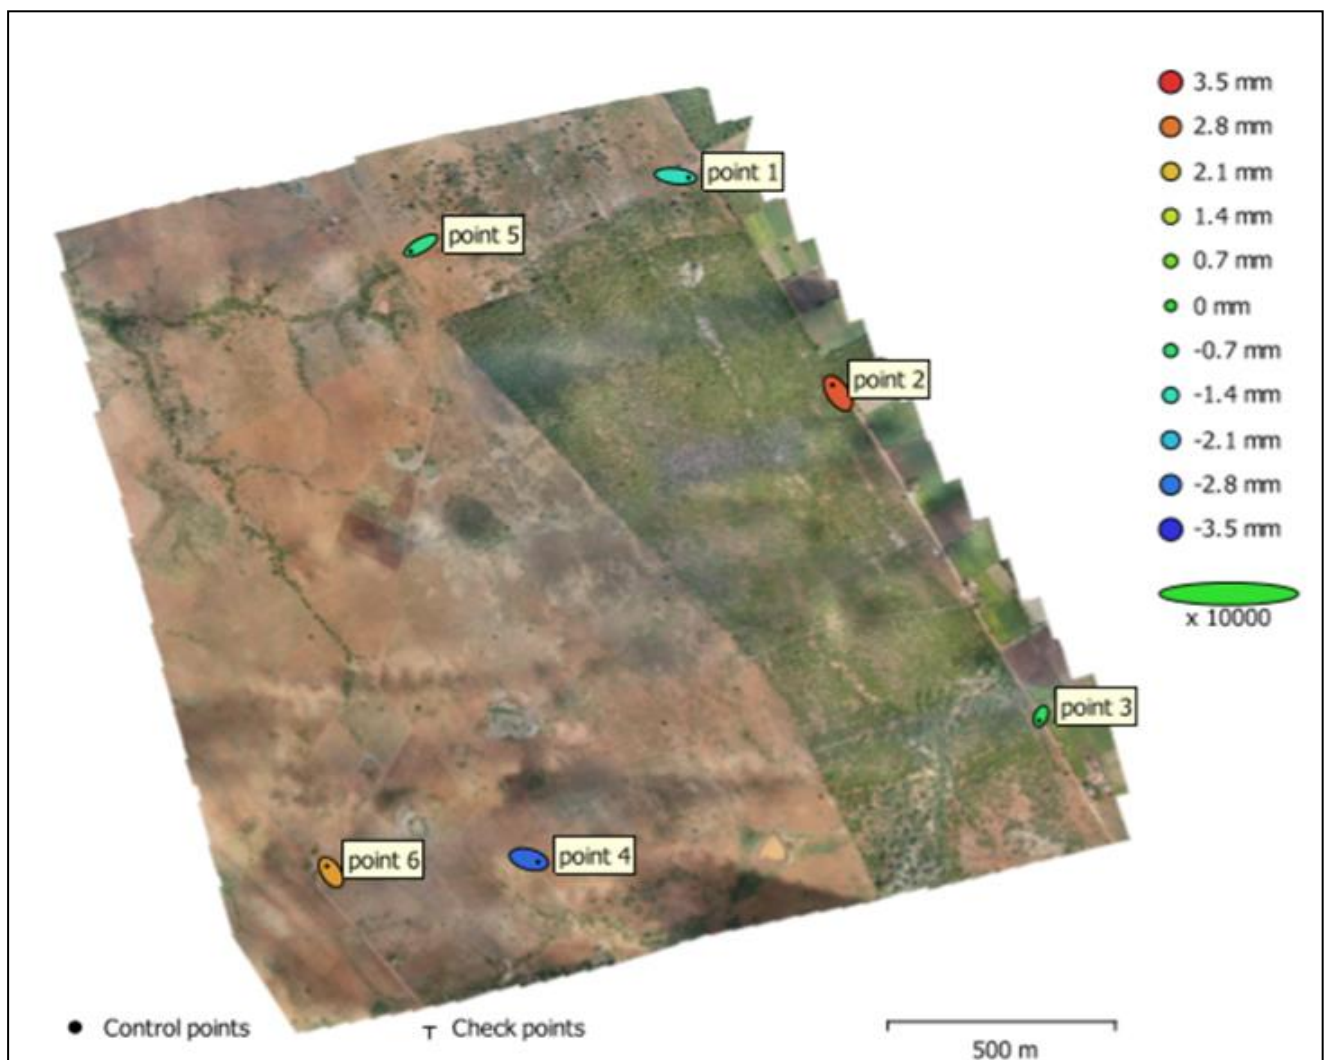 3.5 mm
2.8 mm
2.1 mm
1.4 mm
0.7 mm
0 mm
-0.7 mm
-1.4 mm
-2.1 mm
-2.8 mm
-3.5 mm
x 10000
point 1
point 5
point 2
point 3
point 6
point 4
Control points
Check points
500 m